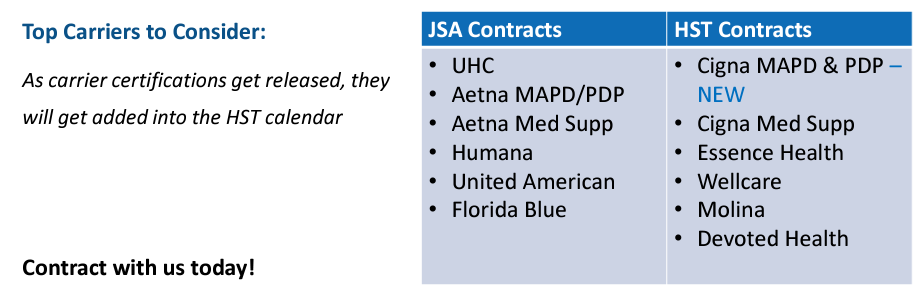 Top Carriers to Consider:
As carrier certifications get released, they
will get added into the HST calendar
Contract with us today!
JSA Contracts
• UHC
• Aetna MAPD/PDP
• Aetna Med Supp
• Humana
• United American
• Florida Blue
HST Contracts
• Cigna MAPD & PDP –
NEW
• Cigna Med Supp
• Essence Health
• Wellcare
• Molina
• Devoted Health